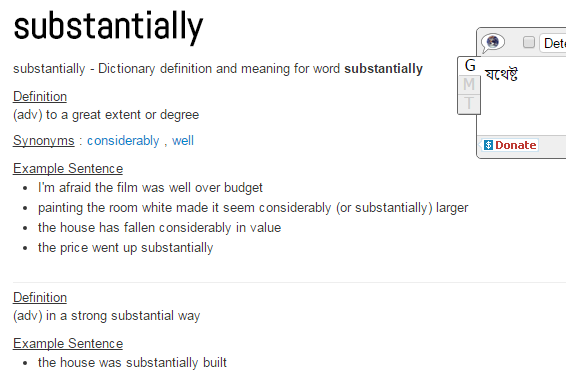 substantially
substantially - Dictionary definition and meaning for word substantially
Definition
(adv) to a great extent or degree
Synonyms : considerably , well
Example Sentence
• I'm afraid the film was well over budget
• painting the room white made it seem considerably (or substantially) larger
• the house has fallen considerably in value
• the price went up substantially
Definition
(adv) in a strong substantial way
Example Sentence
• the house was substantially built
Dete
G
M
T
যথেষ্ট
$ Donate